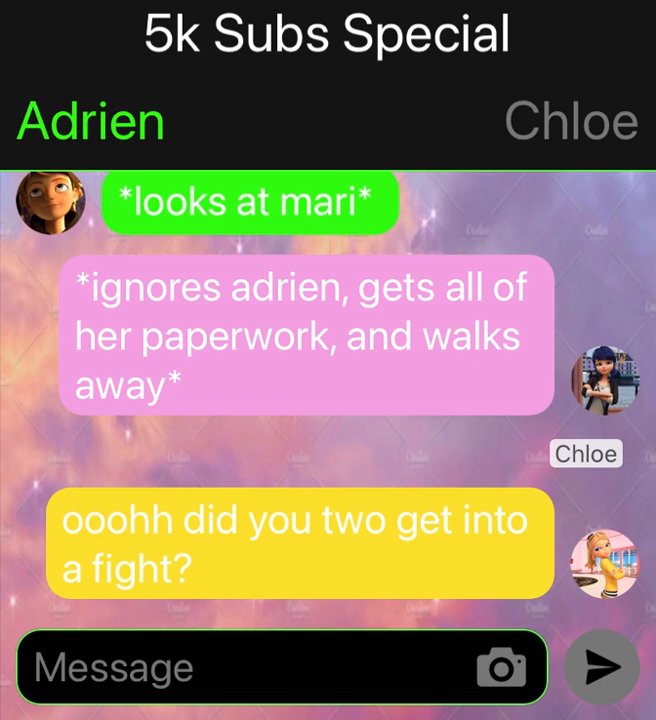 5k Subs Special
Adrien Chloe
*looks at mari*
*ignores adrien, gets all of
her paperwork, and walks
away*
Chloe
ooohh did you two get into
a fight?
Message